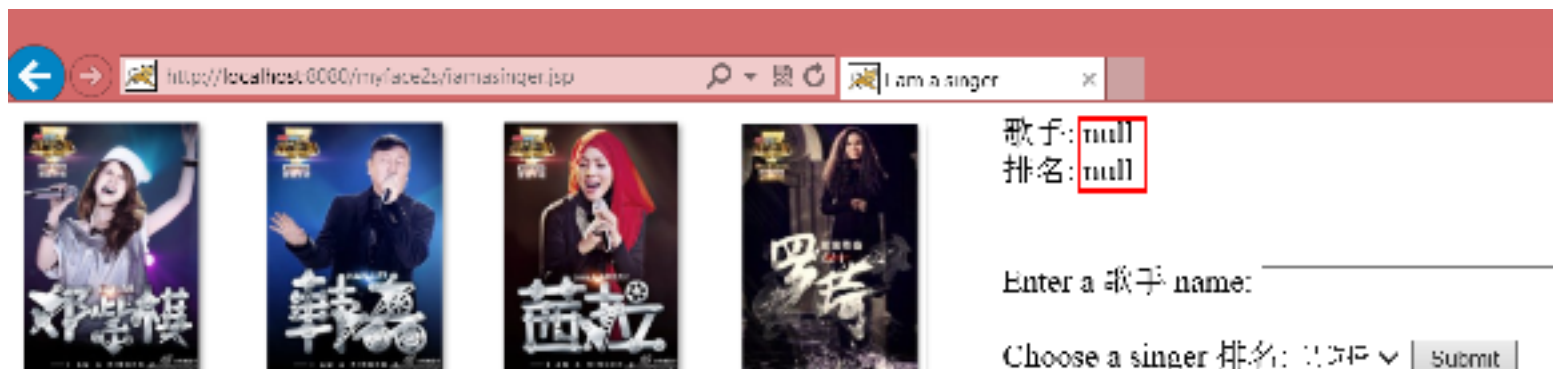 http://localhost:8080/myface2s/iamasinger.jsp
I am a singer
歌手: null
排名: null
邓紫棋
韩磊
茜拉
罗琦
Enter a 歌手 name:
Choose a singer 排名:
Submit